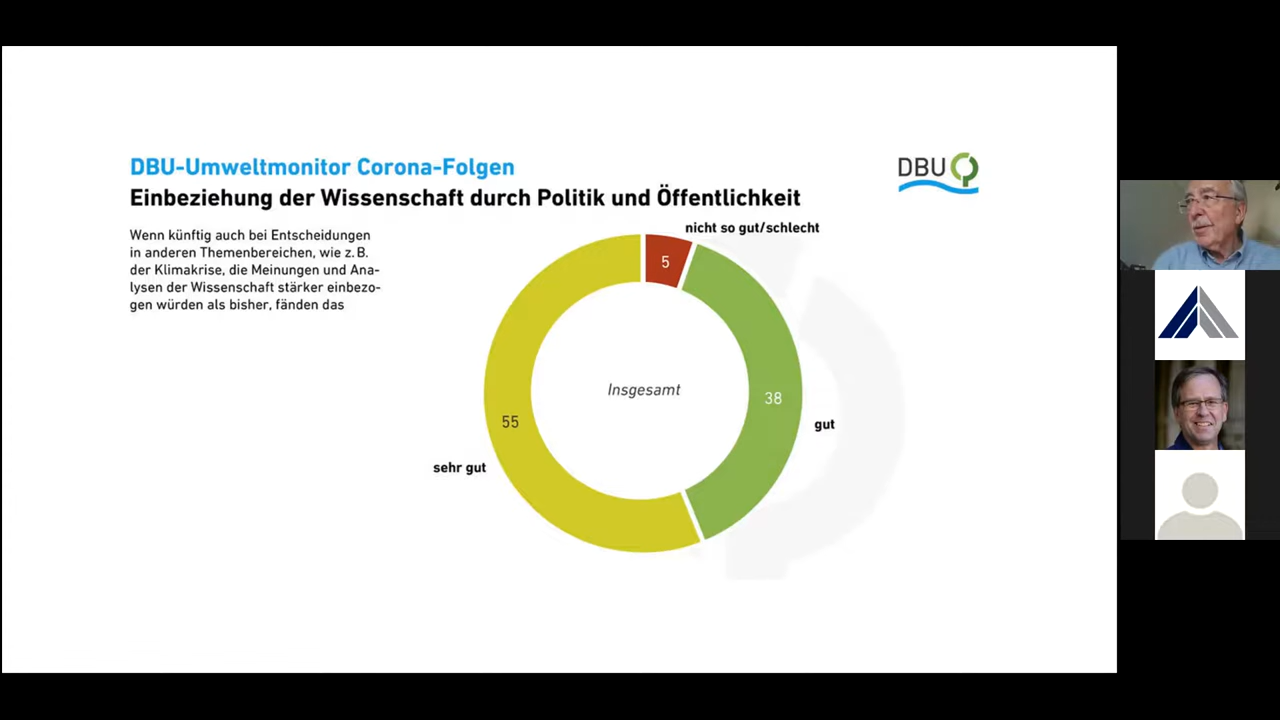 DBU-Umweltmonitor Corona-Folgen
Einbeziehung der Wissenschaft durch Politik und Öffentlichkeit
DBU
Wenn künftig auch bei Entscheidungen
in anderen Themenbereichen, wie z. B.
der Klimakrise, die Meinungen und Ana-
lysen der Wissenschaft stärker einbezo-
gen würden als bisher, fänden das
nicht so gut/schlecht
5
Insgesamt
38
gut
55
sehr gut